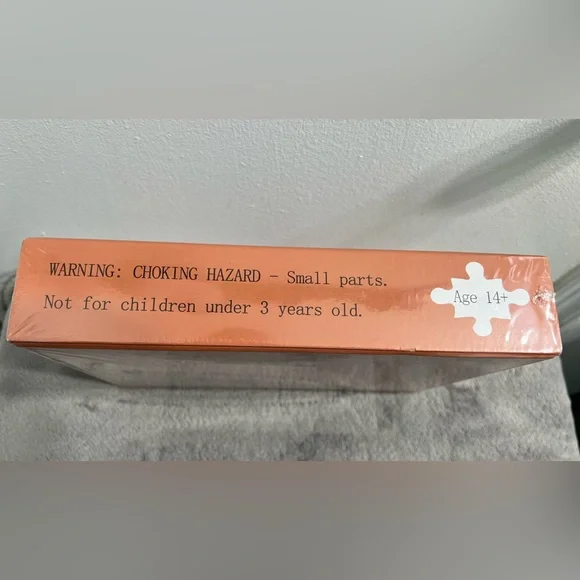 WARNING: CHOKING HAZARD - Small parts.
Not for children under 3 years old.
Age 14+